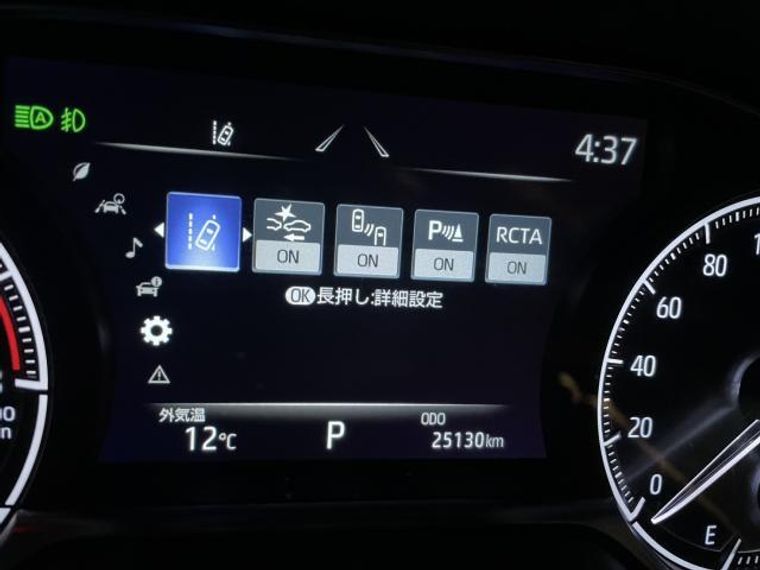 A
4:37
ON
ON
P
ON
RCTA
ON
OK長押し:詳細設定
外気温
12℃
P
ODO
25130km
80
60
40
20
0
E